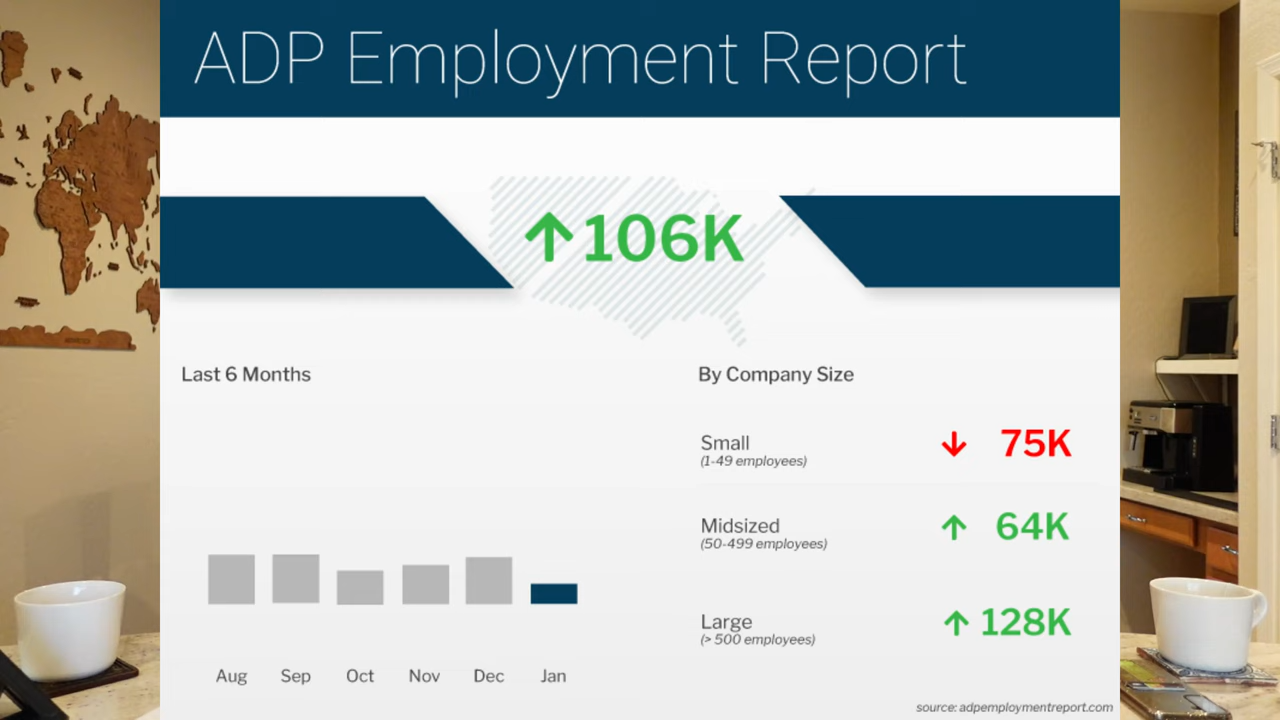 ADP Employment Report
↑106K
Last 6 Months
By Company Size
Small
(1-49 employees)
↓ 75K
Midsized
(50-499 employees)
↑ 64K
Large
(> 500 employees)
↑ 128K
Aug Sep Oct Nov Dec Jan
source: adpemploymentreport.com